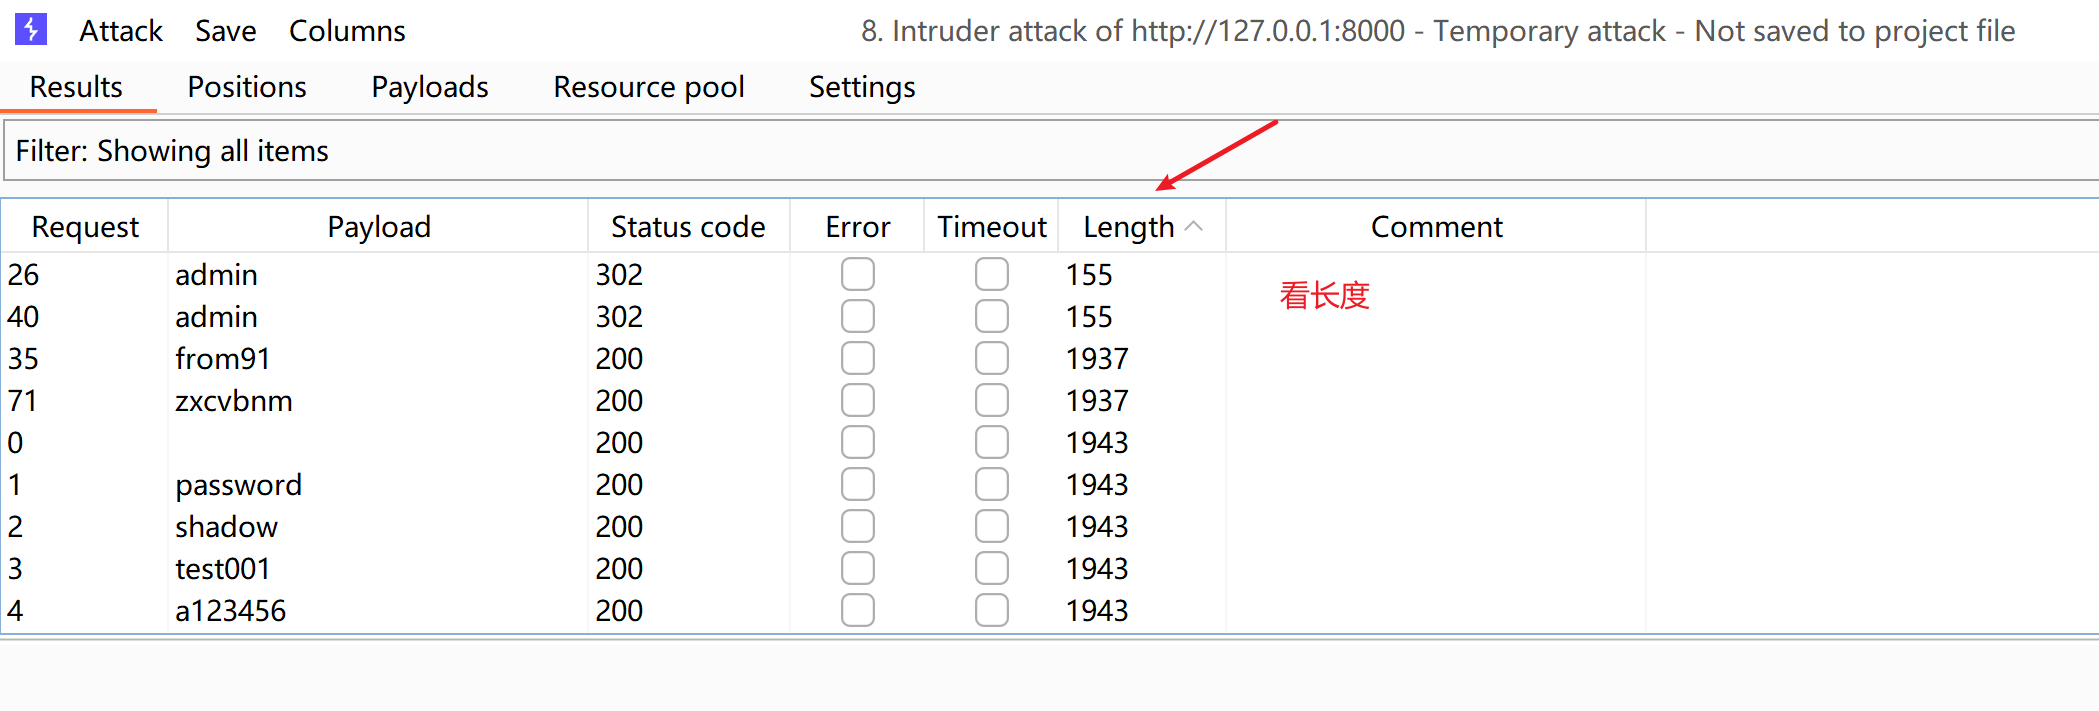 Attack Save Columns 8. Intruder attack of http://127.0.0.1:8000 - Temporary attack - Not saved to project file
Results Positions Payloads Resource pool Settings
Filter: Showing all items
Request Payload Status code Error Timeout Length Comment
26 admin 302 155
看长度
40 admin 302 155
35 from91 200 1937
71 zxcvbnm 200 1937
0 200 1943
1 password 200 1943
2 shadow 200 1943
3 test001 200 1943
4 a123456 200 1943